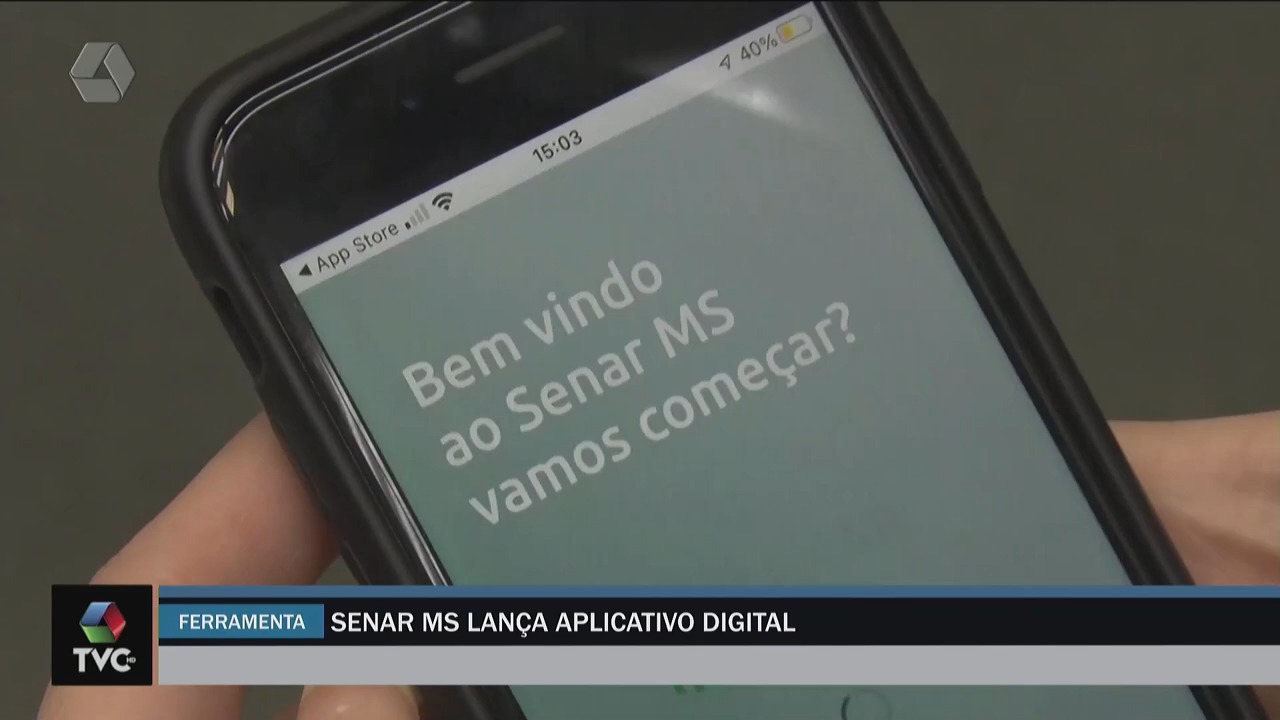 40%
15:03
App Store
Bem vindo
ao Senar MS
vamos começar?
FERRAMENTA SENAR MS LANÇA APLICATIVO DIGITAL
TVC HD